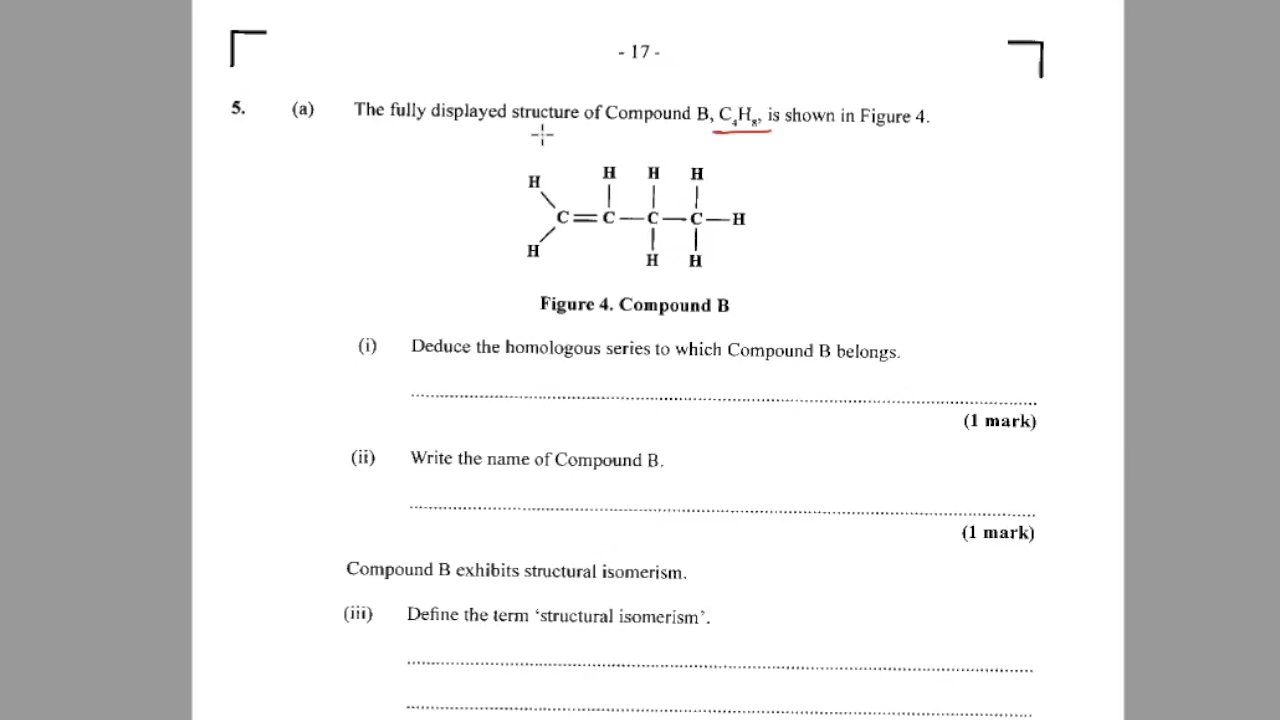 - 17 -
5. (a) The fully displayed structure of Compound B, C₄H₈, is shown in Figure 4.
H H H H
C=C—C—C—H
H H H
Figure 4. Compound B
(i) Deduce the homologous series to which Compound B belongs.
(1 mark)
(ii) Write the name of Compound B.
(1 mark)
Compound B exhibits structural isomerism.
(iii) Define the term ‘structural isomerism’.